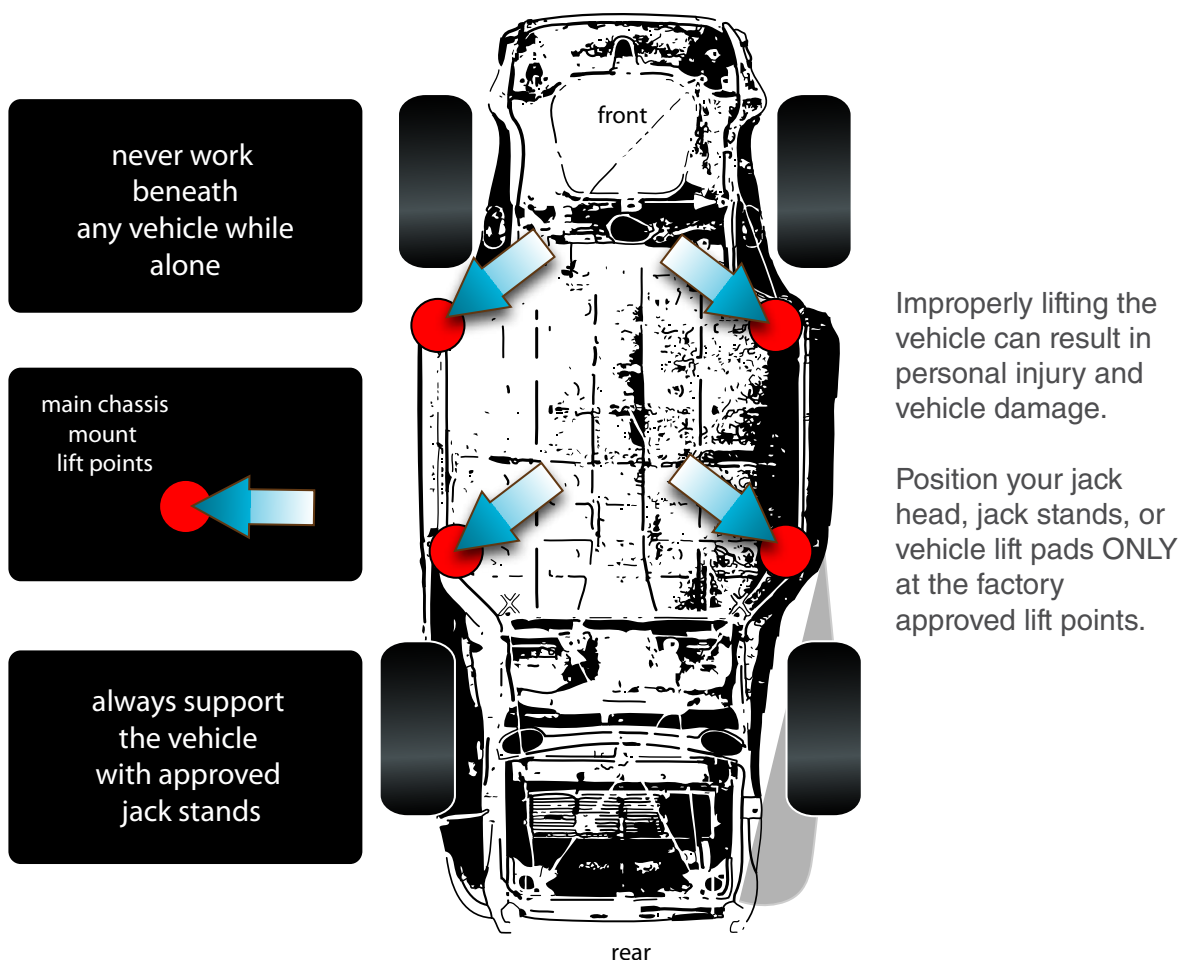 never work
beneath
any vehicle while
alone
main chassis
mount
lift points
always support
the vehicle
with approved
jack stands
front
rear
Improperly lifting the
vehicle can result in
personal injury and
vehicle damage.
Position your jack
head, jack stands, or
vehicle lift pads ONLY
at the factory
approved lift points.